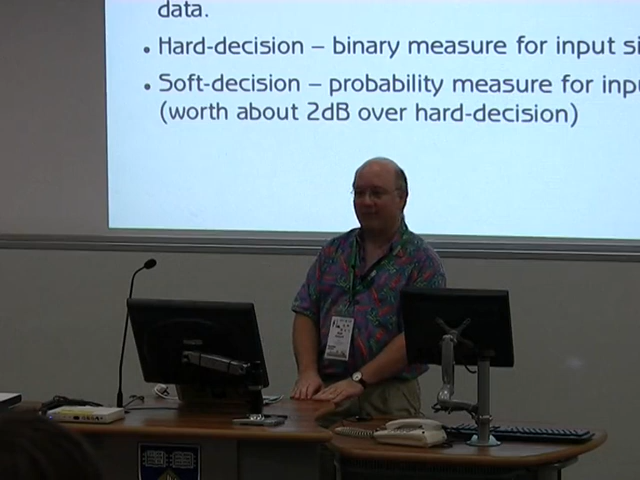 data.
• Hard-decision – binary measure for input si
• Soft-decision – probability measure for inpu
(worth about 2dB over hard-decision)